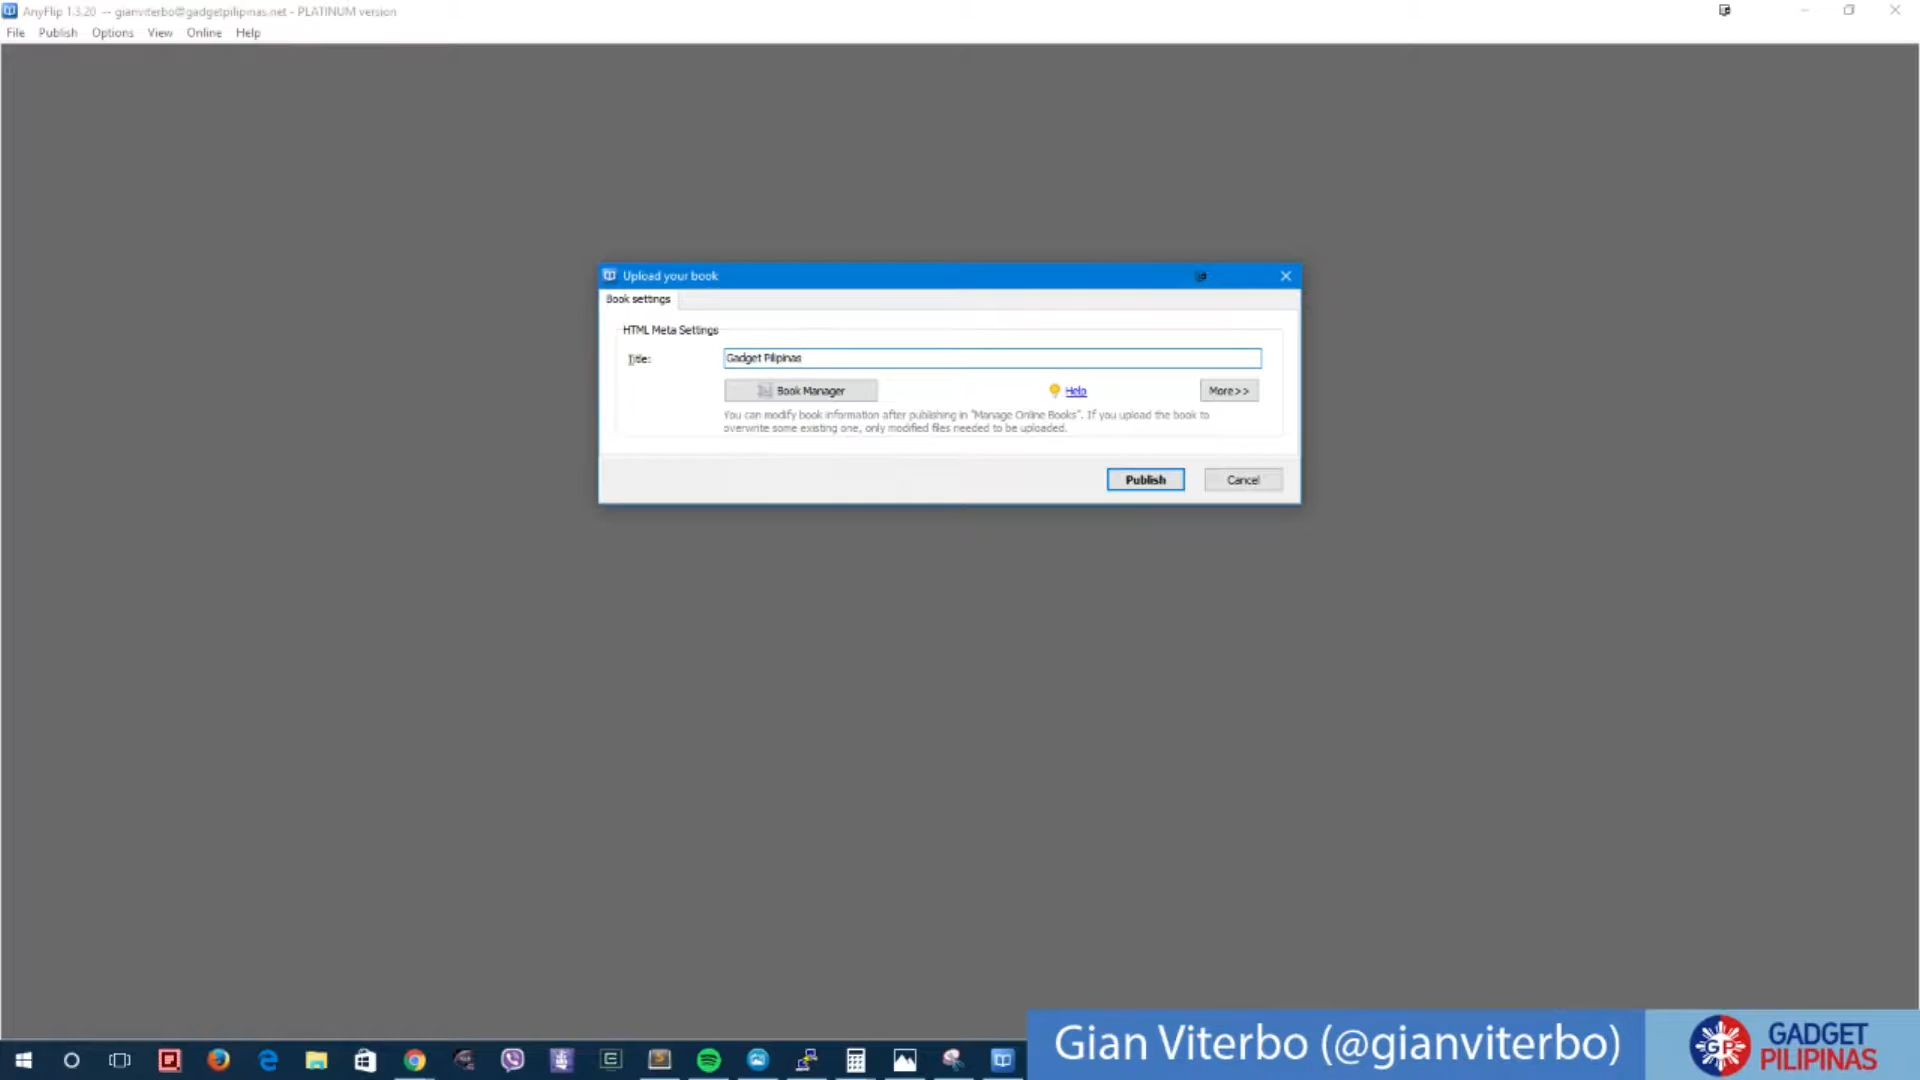 AnyFlip 1.3.20 -- gianviterbo@gadgetpilipinas.net - PLATINUM version
File Publish Options View Online Help
Upload your book
Book settings
HTML Meta Settings
Title: Gadget Pilipinas
Book Manager Help More>>
You can modify book information after publishing in "Manage Online Books". If you upload the book to
overwrite some existing one, only modified files needed to be uploaded.
Publish Cancel
Gian Viterbo (@gianviterbo)
GP GADGET
PILIPINAS